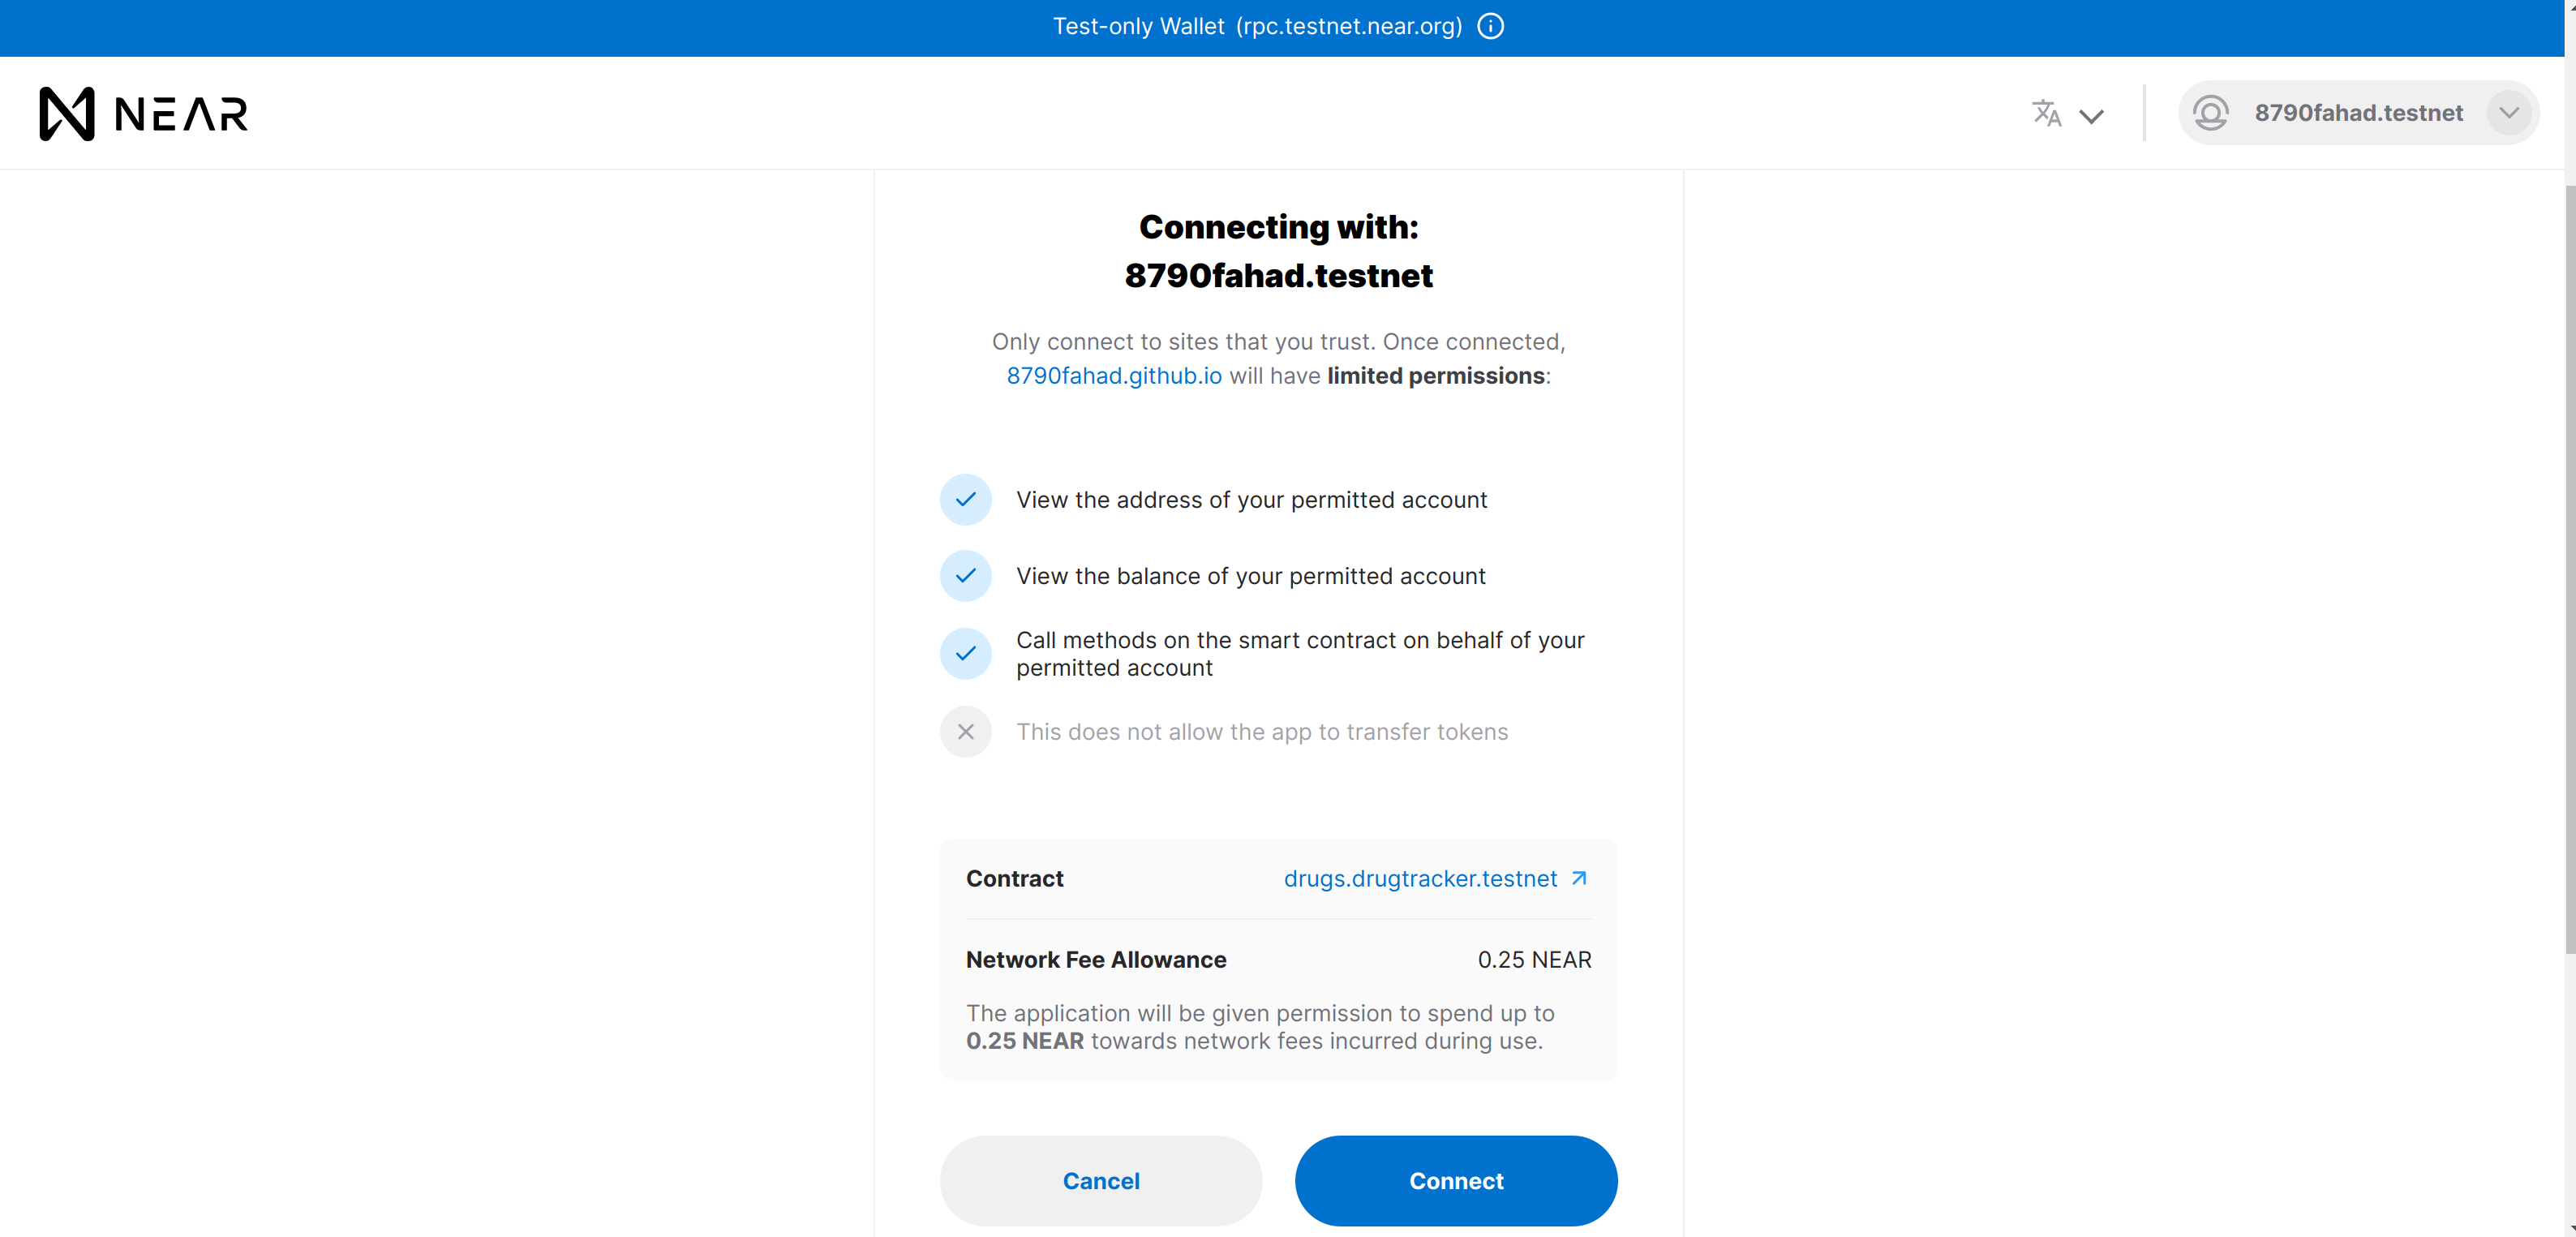 Test-only Wallet (rpc.testnet.near.org)
NEAR
8790fahad.testnet
Connecting with:
8790fahad.testnet
Only connect to sites that you trust. Once connected,
8790fahad.github.io will have limited permissions:
View the address of your permitted account
View the balance of your permitted account
Call methods on the smart contract on behalf of your
permitted account
This does not allow the app to transfer tokens
Contract drugs.drugtracker.testnet
Network Fee Allowance 0.25 NEAR
The application will be given permission to spend up to
0.25 NEAR towards network fees incurred during use.
Cancel Connect